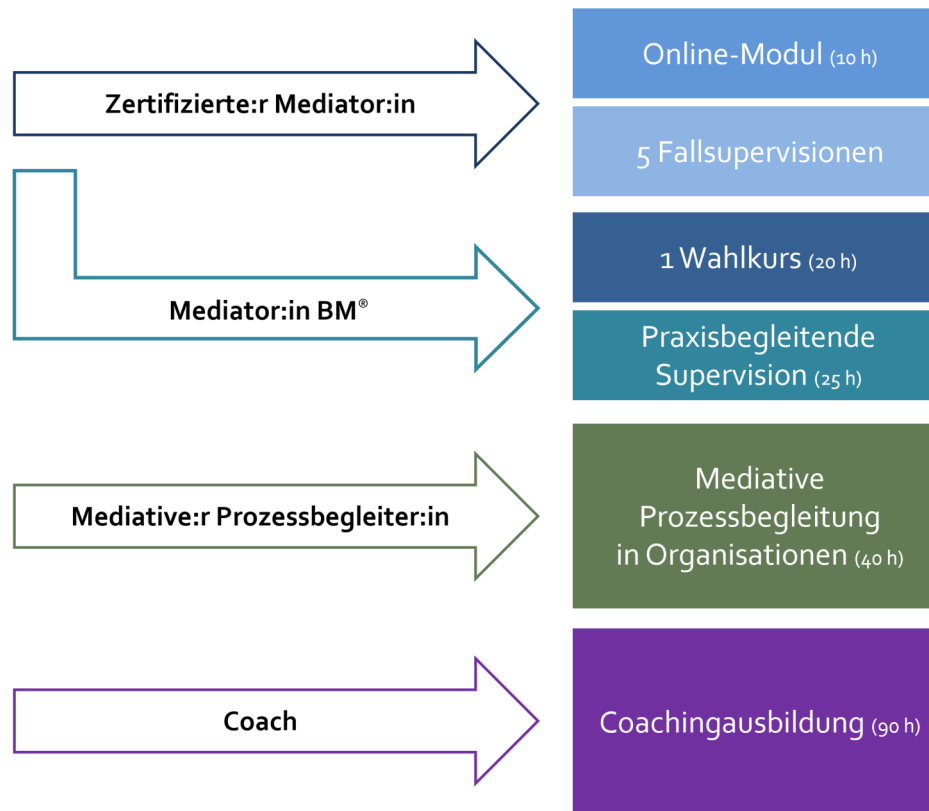 Zertifizierte:r Mediator:in
Online-Modul (10 h)
5 Fallsupervisionen
Mediator:in BM®
1 Wahlkurs (20 h)
Praxisbegleitende
Supervision (25 h)
Mediative:r Prozessbegleiter:in
Mediative
Prozessbegleitung
in Organisationen (40 h)
Coach
Coachingausbildung (90 h)